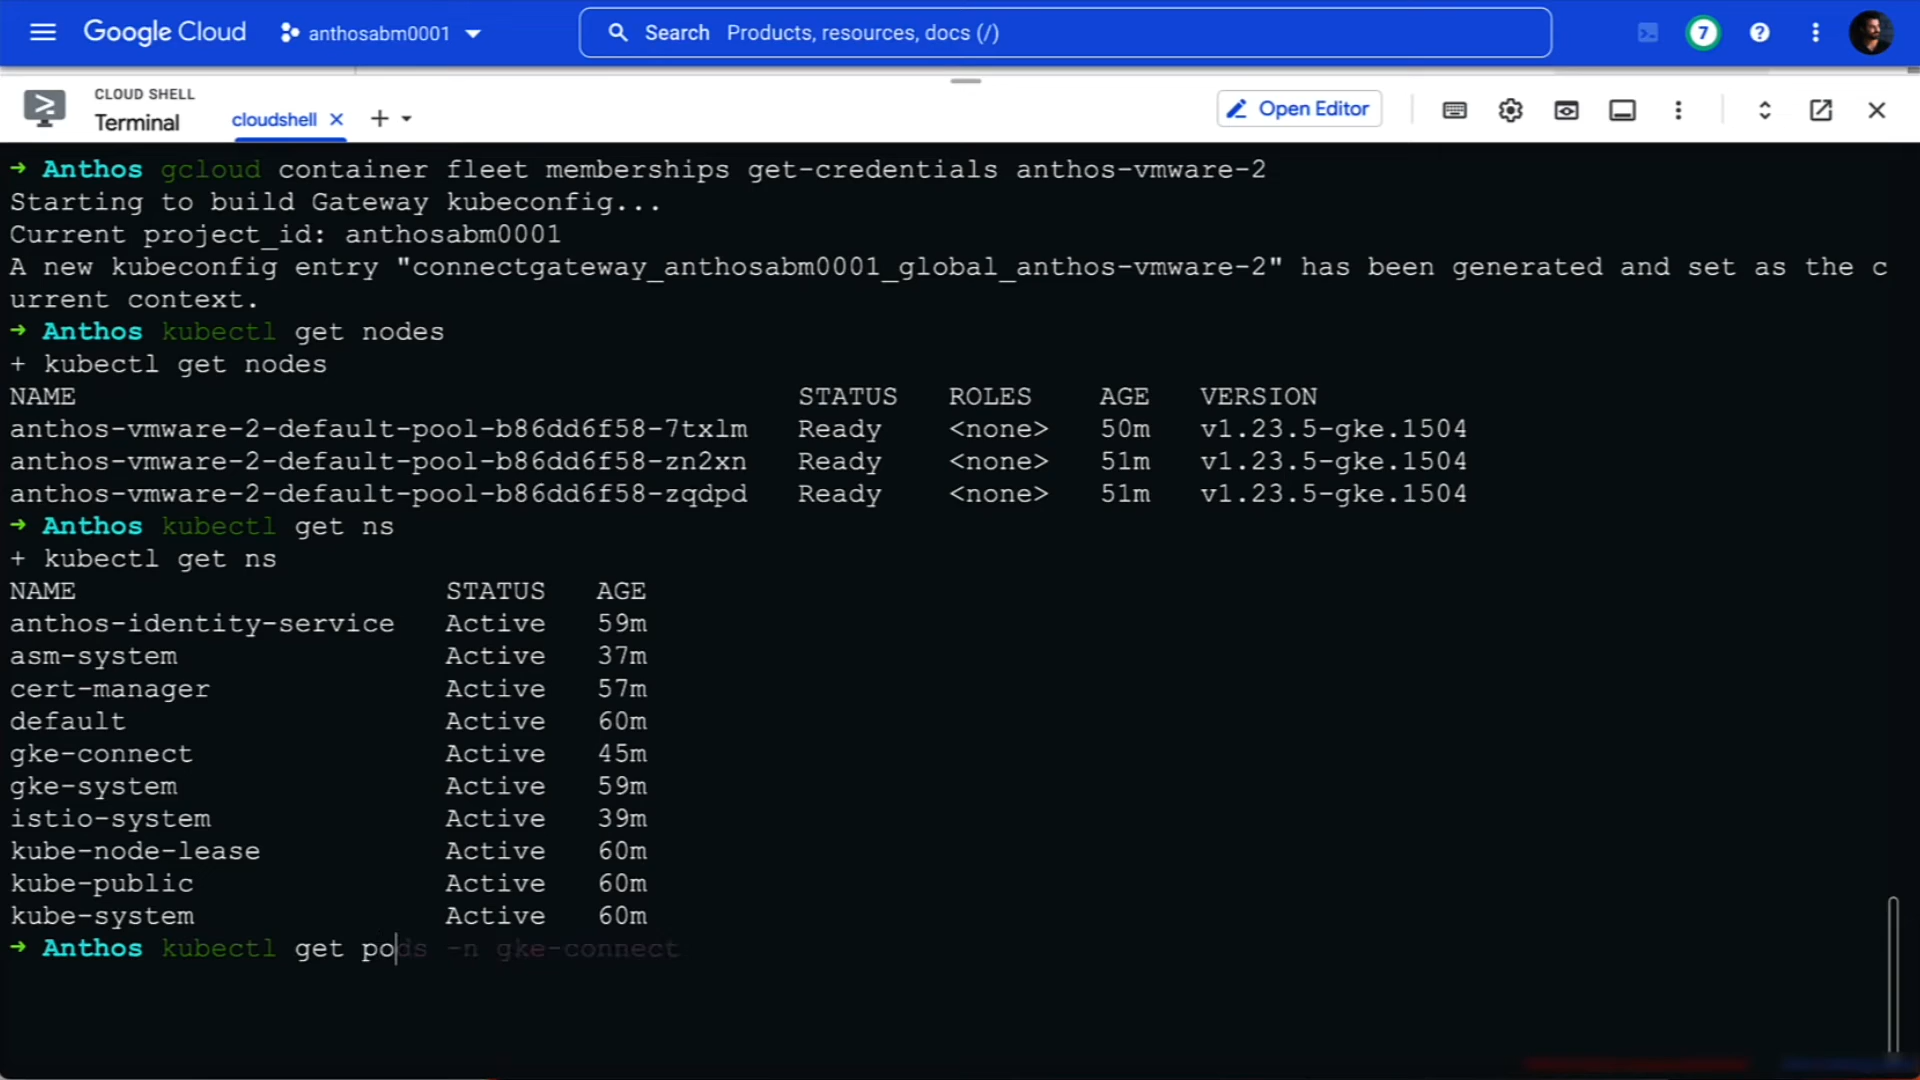 Google Cloud anthosabm0001 Search Products, resources, docs (/) 7
CLOUD SHELL
Terminal cloudshell Open Editor
➜ Anthos gcloud container fleet memberships get-credentials anthos-vmware-2
Starting to build Gateway kubeconfig...
Current project_id: anthosabm0001
A new kubeconfig entry "connectgateway_anthosabm0001_global_anthos-vmware-2" has been generated and set as the c
urrent context.
➜ Anthos kubectl get nodes
+ kubectl get nodes
NAME STATUS ROLES AGE VERSION
anthos-vmware-2-default-pool-b86dd6f58-7txlm Ready <none> 50m v1.23.5-gke.1504
anthos-vmware-2-default-pool-b86dd6f58-zn2xn Ready <none> 51m v1.23.5-gke.1504
anthos-vmware-2-default-pool-b86dd6f58-zqdpd Ready <none> 51m v1.23.5-gke.1504
➜ Anthos kubectl get ns
+ kubectl get ns
NAME STATUS AGE
anthos-identity-service Active 59m
asm-system Active 37m
cert-manager Active 57m
default Active 60m
gke-connect Active 45m
gke-system Active 59m
istio-system Active 39m
kube-node-lease Active 60m
kube-public Active 60m
kube-system Active 60m
➜ Anthos kubectl get pods -n gke-connect